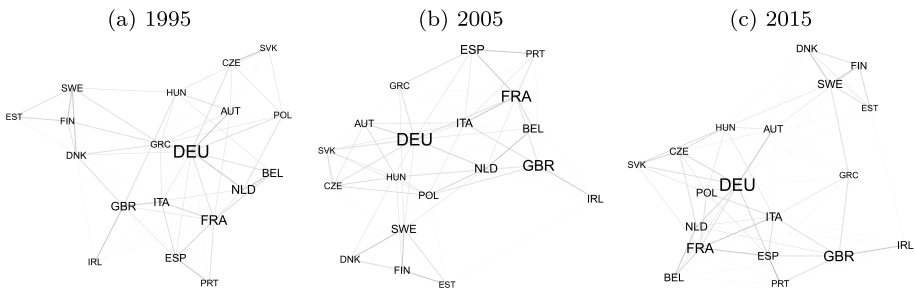 (a) 1995
SVK
CZE
SWE
HUN
EST
FIN
AUT
POL
GRC
DNK
DEU
BEL
NLD
GBR
ITA
FRA
IRL
ESP
PRT
(b) 2005
ESP
PRT
GRC
FRA
AUT
ITA
BEL
DEU
SVK
NLD
GBR
HUN
CZE
POL
IRL
SWE
DNK
FIN
EST
(c) 2015
DNK
FIN
SWE
EST
HUN
AUT
CZE
SVK
GRC
DEU
POL
ITA
NLD
FRA
ESP
GBR
IRL
BEL
PRT